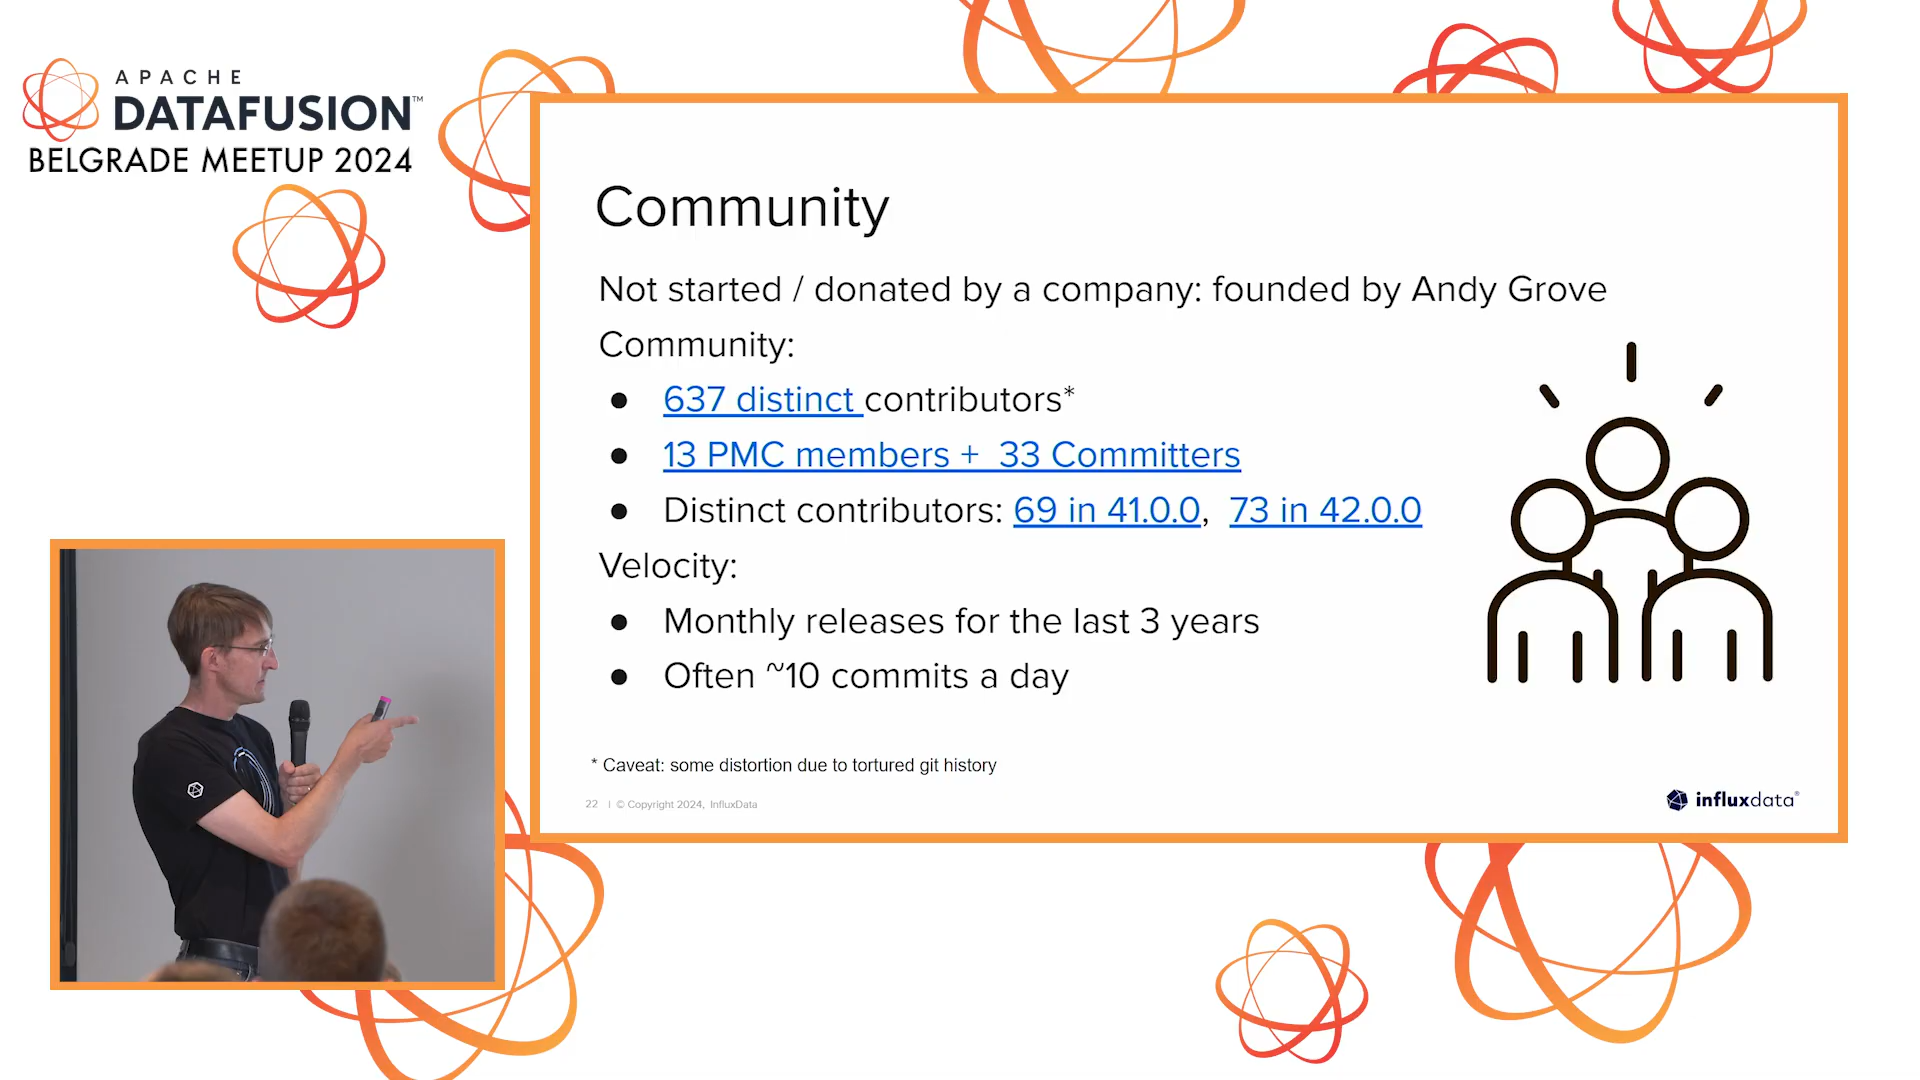 APACHE
DATAFUSION™
BELGRADE MEETUP 2024
Community
Not started / donated by a company: founded by Andy Grove
Community:
● 637 distinct contributors*
● 13 PMC members + 33 Committers
● Distinct contributors: 69 in 41.0.0, 73 in 42.0.0
Velocity:
● Monthly releases for the last 3 years
● Often ~10 commits a day
* Caveat: some distortion due to tortured git history
22 | © Copyright 2024, InfluxData
influxdata®